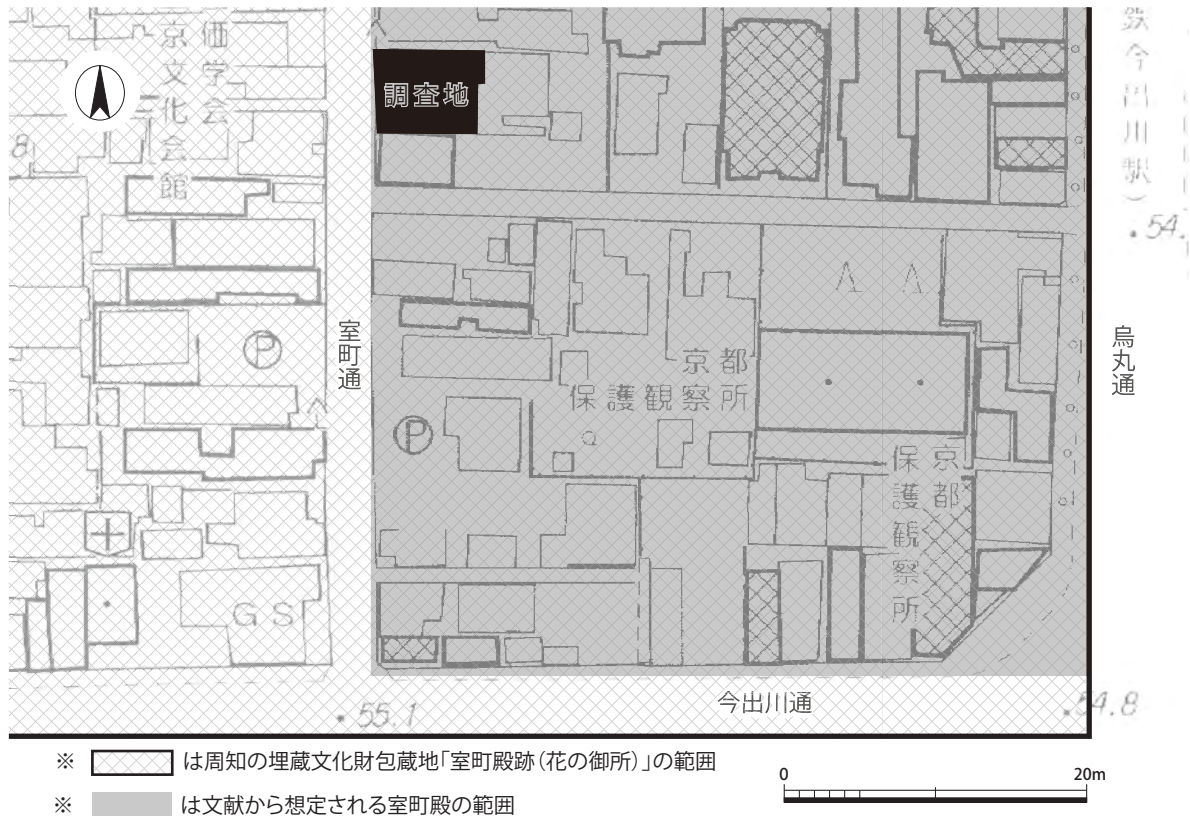 価学会
京文化会館
調査地
鉄今出川駅）
8
54.
室町通
烏丸通
京都
保護観察所
P
P
京都
保護観察所
GS
今出川通
55.1
54.8
※ は周知の埋蔵文化財包蔵地「室町殿跡（花の御所）」の範囲
※ は文献から想定される室町殿の範囲
0 20m